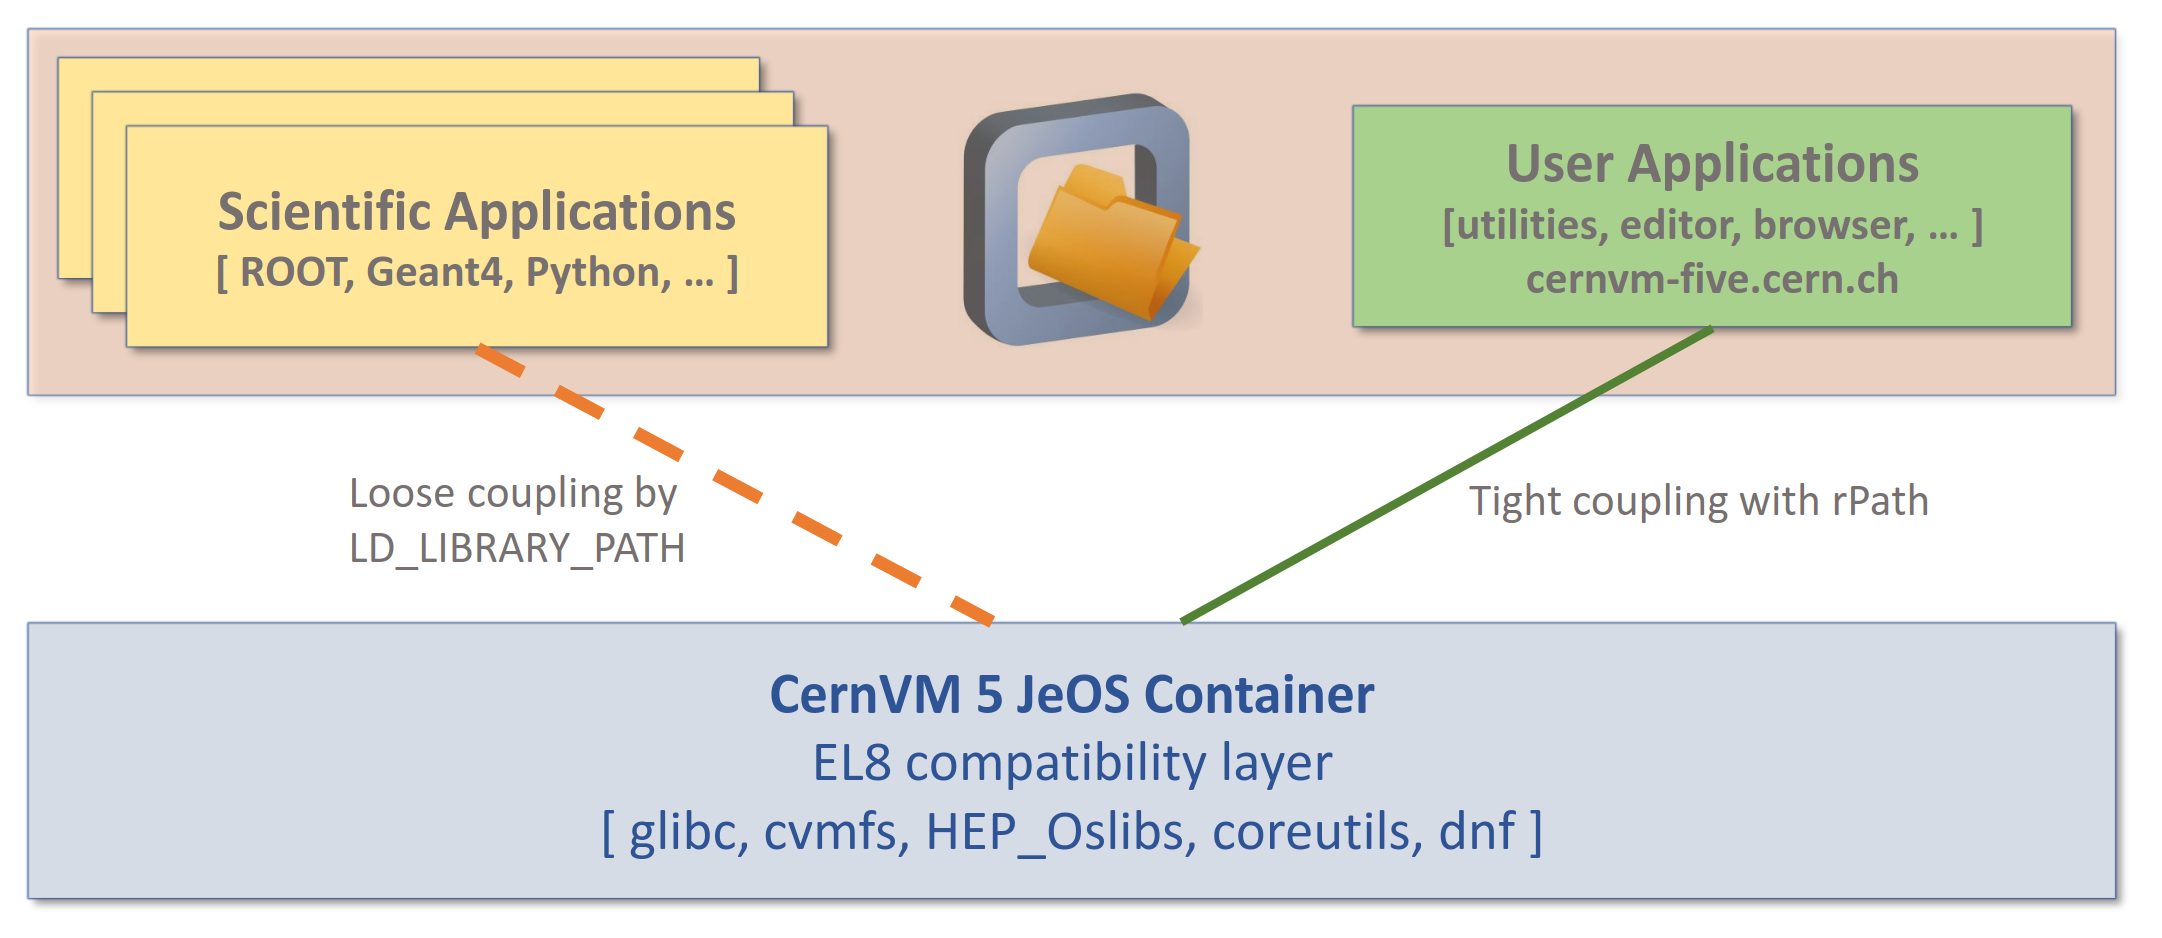 Scientific Applications
[ ROOT, Geant4, Python, ... ]
User Applications
[utilities, editor, browser, ... ]
cernvm-five.cern.ch
Loose coupling by
LD_LIBRARY_PATH
Tight coupling with rPath
CernVM 5 JeOS Container
EL8 compatibility layer
[ glibc, cvmfs, HEP_Oslibs, coreutils, dnf ]